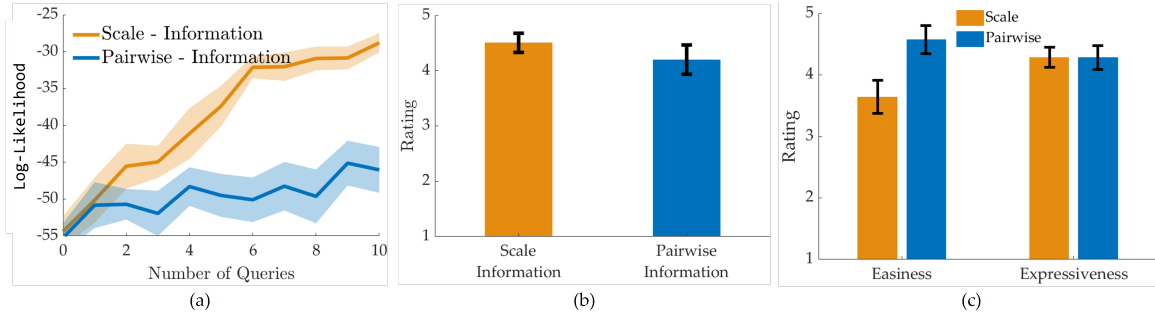 -25
-30
-35
-40
-45
-50
-55
Log-Likelihood
Scale - Information
Pairwise - Information
0
2
4
6
8
10
Number of Queries
(a)
5
4
3
2
1
Rating
Scale
Information
Pairwise
Information
(b)
5
4
3
2
1
Rating
Scale
Pairwise
Easiness
Expressiveness
(c)